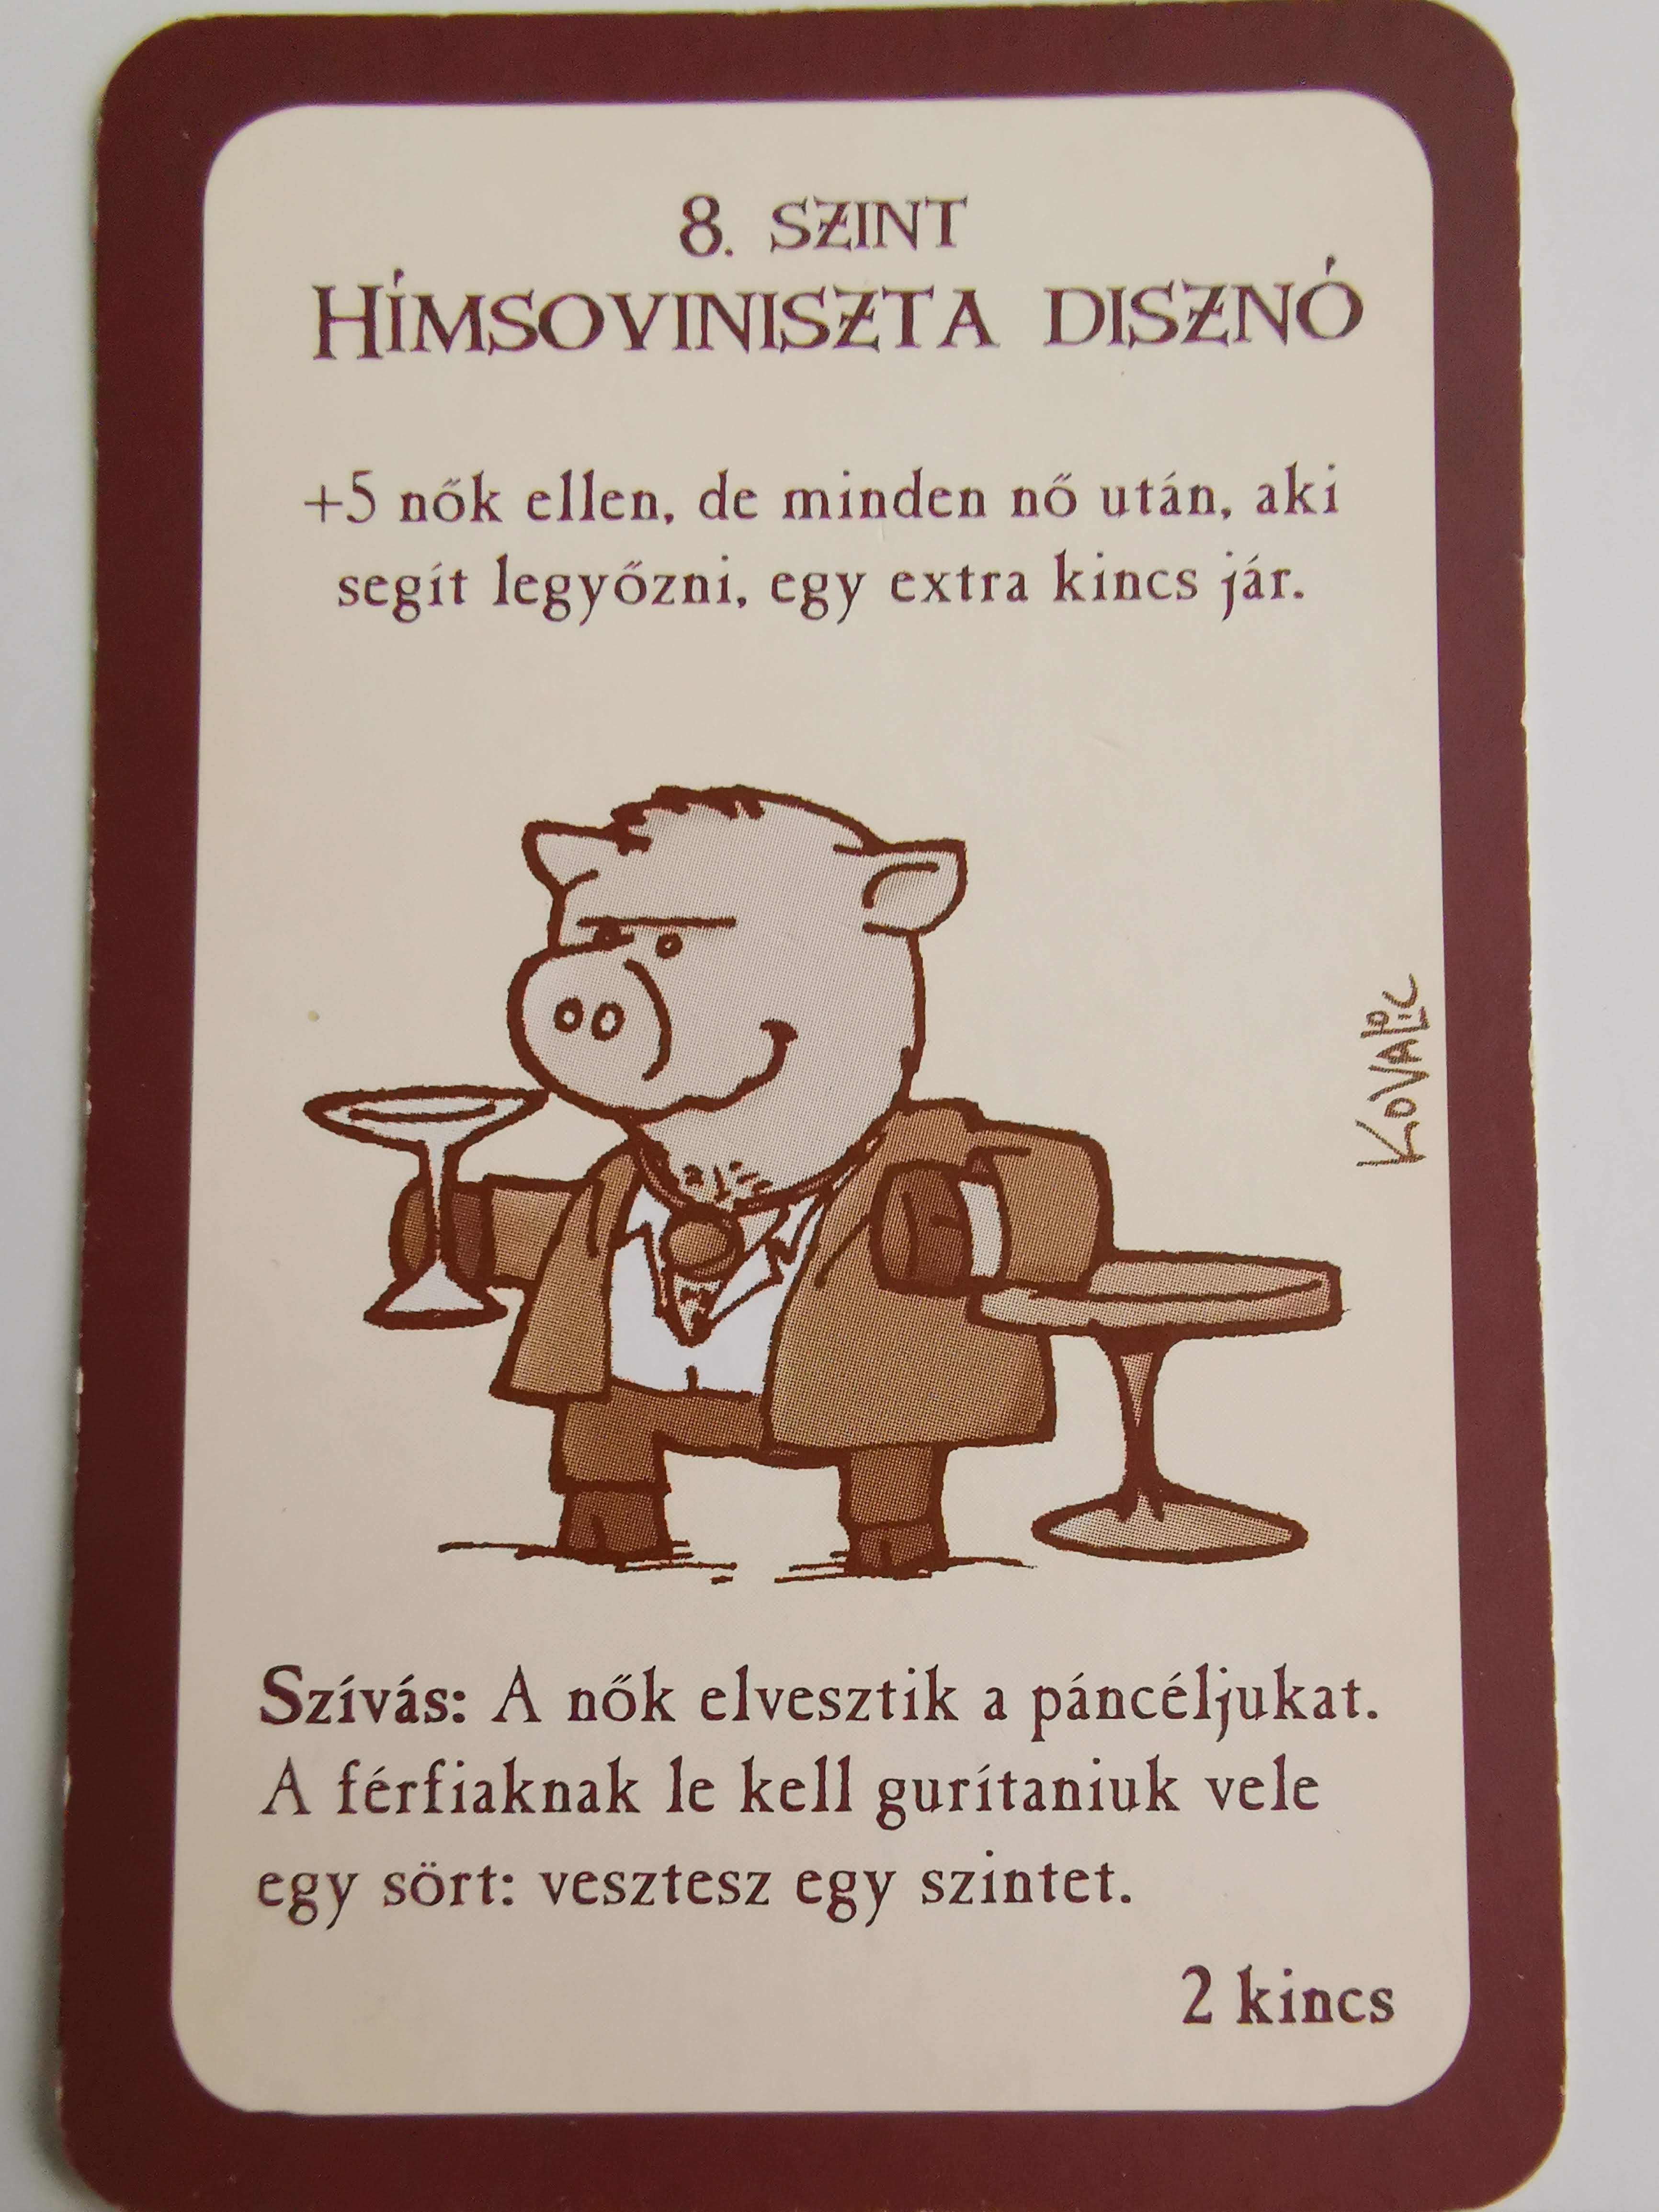 8. SZINT
HÍMSOVINISZTA DISZNÓ
+5 nők ellen, de minden nő után, aki
segít legyőzni, egy extra kincs jár.
KOVALIC
Szívás: A nők elvesztik a páncéljukat.
A férfiaknak le kell gurítaniuk vele
egy sört: vesztesz egy szintet.
2 kincs